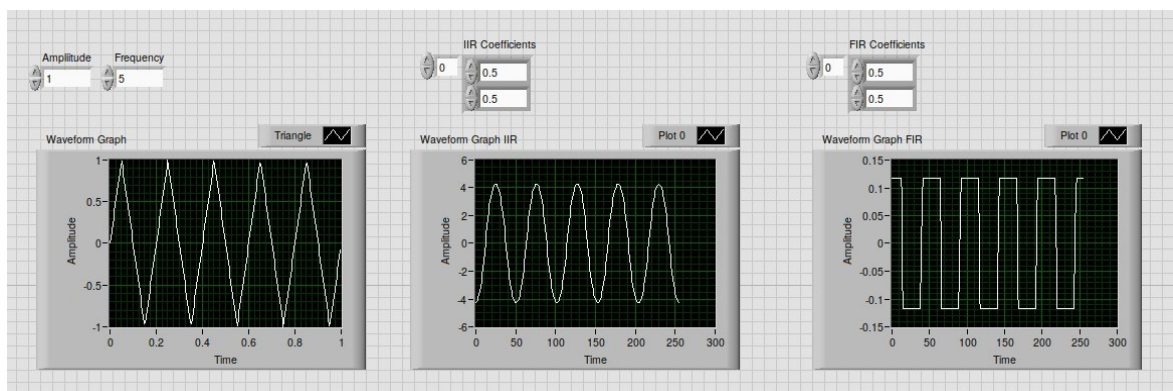 Ampliitude
1
Frequency
5
IIR Coefficients
0
0.5
0.5
FIR Coefficients
0
0.5
0.5
Waveform Graph
Triangle
Amplitude
1
0.5
0
-0.5
-1
0 0.2 0.4 0.6 0.8 1
Time
Waveform Graph IIR
Plot 0
Amplitude
6
4
2
0
-2
-4
-6
0 50 100 150 200 250 300
Time
Waveform Graph FIR
Plot 0
Amplitude
0.15
0.1
0.05
0
-0.05
-0.1
-0.15
0 50 100 150 200 250 300
Time